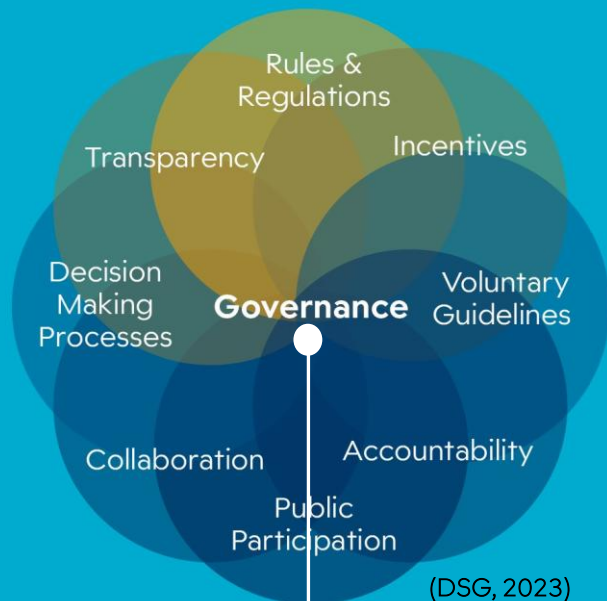 Rules &
Regulations
Transparency
Incentives
Decision
Making
Processes
Governance
Voluntary
Guidelines
Collaboration
Accountability
Public
Participation
(DSG, 2023)